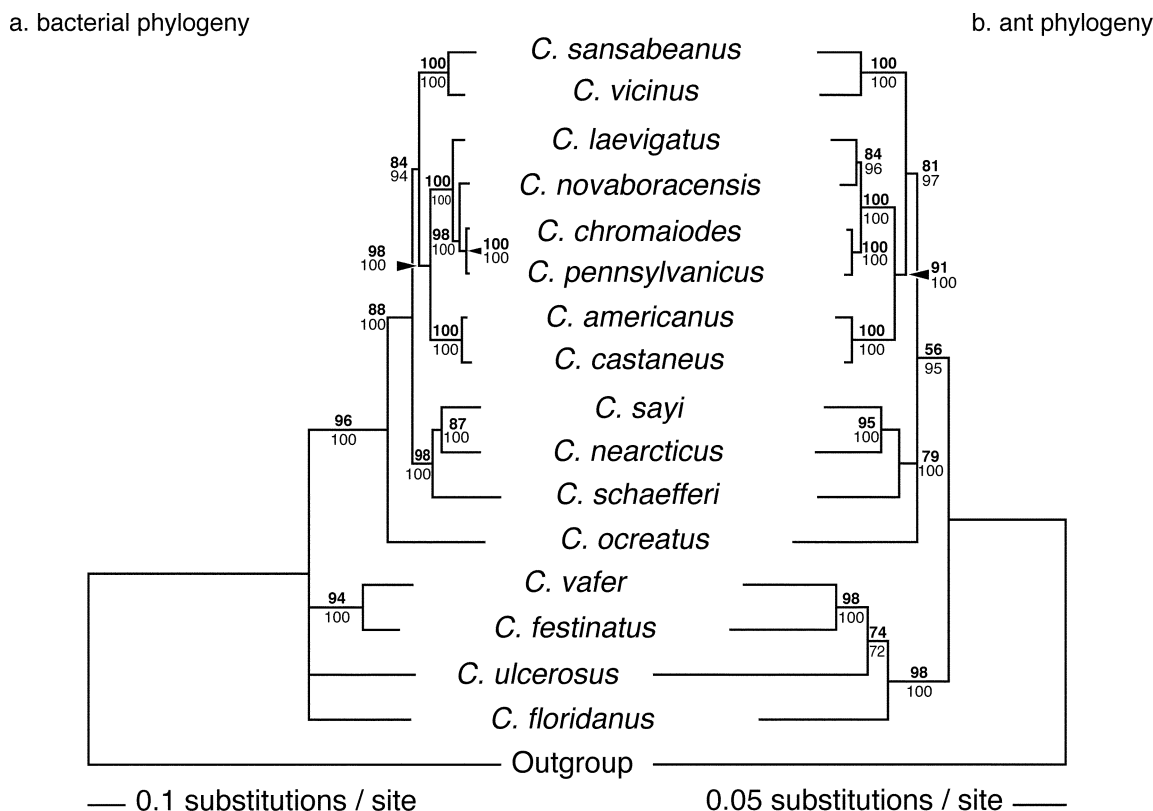 a. bacterial phylogeny b. ant phylogeny
C. sansabeanus
100 100
100 100
C. vicinus
C. laevigatus
84 84
94 96
81
97
C. novaboracensis
100 100
100 100
C. chromaiodes
98 100 100
100 100 100
98 91
100 100
C. pennsylvanicus
88
100
C. americanus
100 100
100 100
C. castaneus
56
95
C. sayi
96 87 95
100 100 100
C. nearcticus
98 79
100 100
C. schaefferi
C. ocreatus
C. vafer
94 98
100 100
C. festinatus
74
72
C. ulcerosus
98
100
C. floridanus
Outgroup
0.1 substitutions / site 0.05 substitutions / site